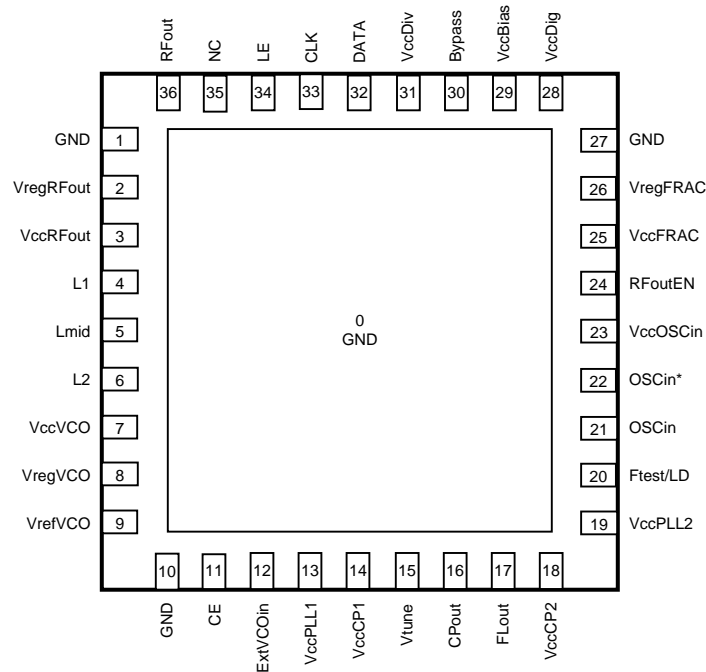 RFout
NC
LE
CLK
DATA
VccDiv
Bypass
VccBias
VccDig
36
35
34
33
32
31
30
29
28
GND 1
27 GND
VregRFout 2
26 VregFRAC
VccRFout 3
25 VccFRAC
L1 4
24 RFoutEN
Lmid 5
0
GND
23 VccOSCin
L2 6
22 OSCin*
VccVCO 7
21 OSCin
VregVCO 8
20 Ftest/LD
VrefVCO 9
19 VccPLL2
10
11
12
13
14
15
16
17
18
GND
CE
ExtVCOin
VccPLL1
VccCP1
Vtune
CPout
FLout
VccCP2